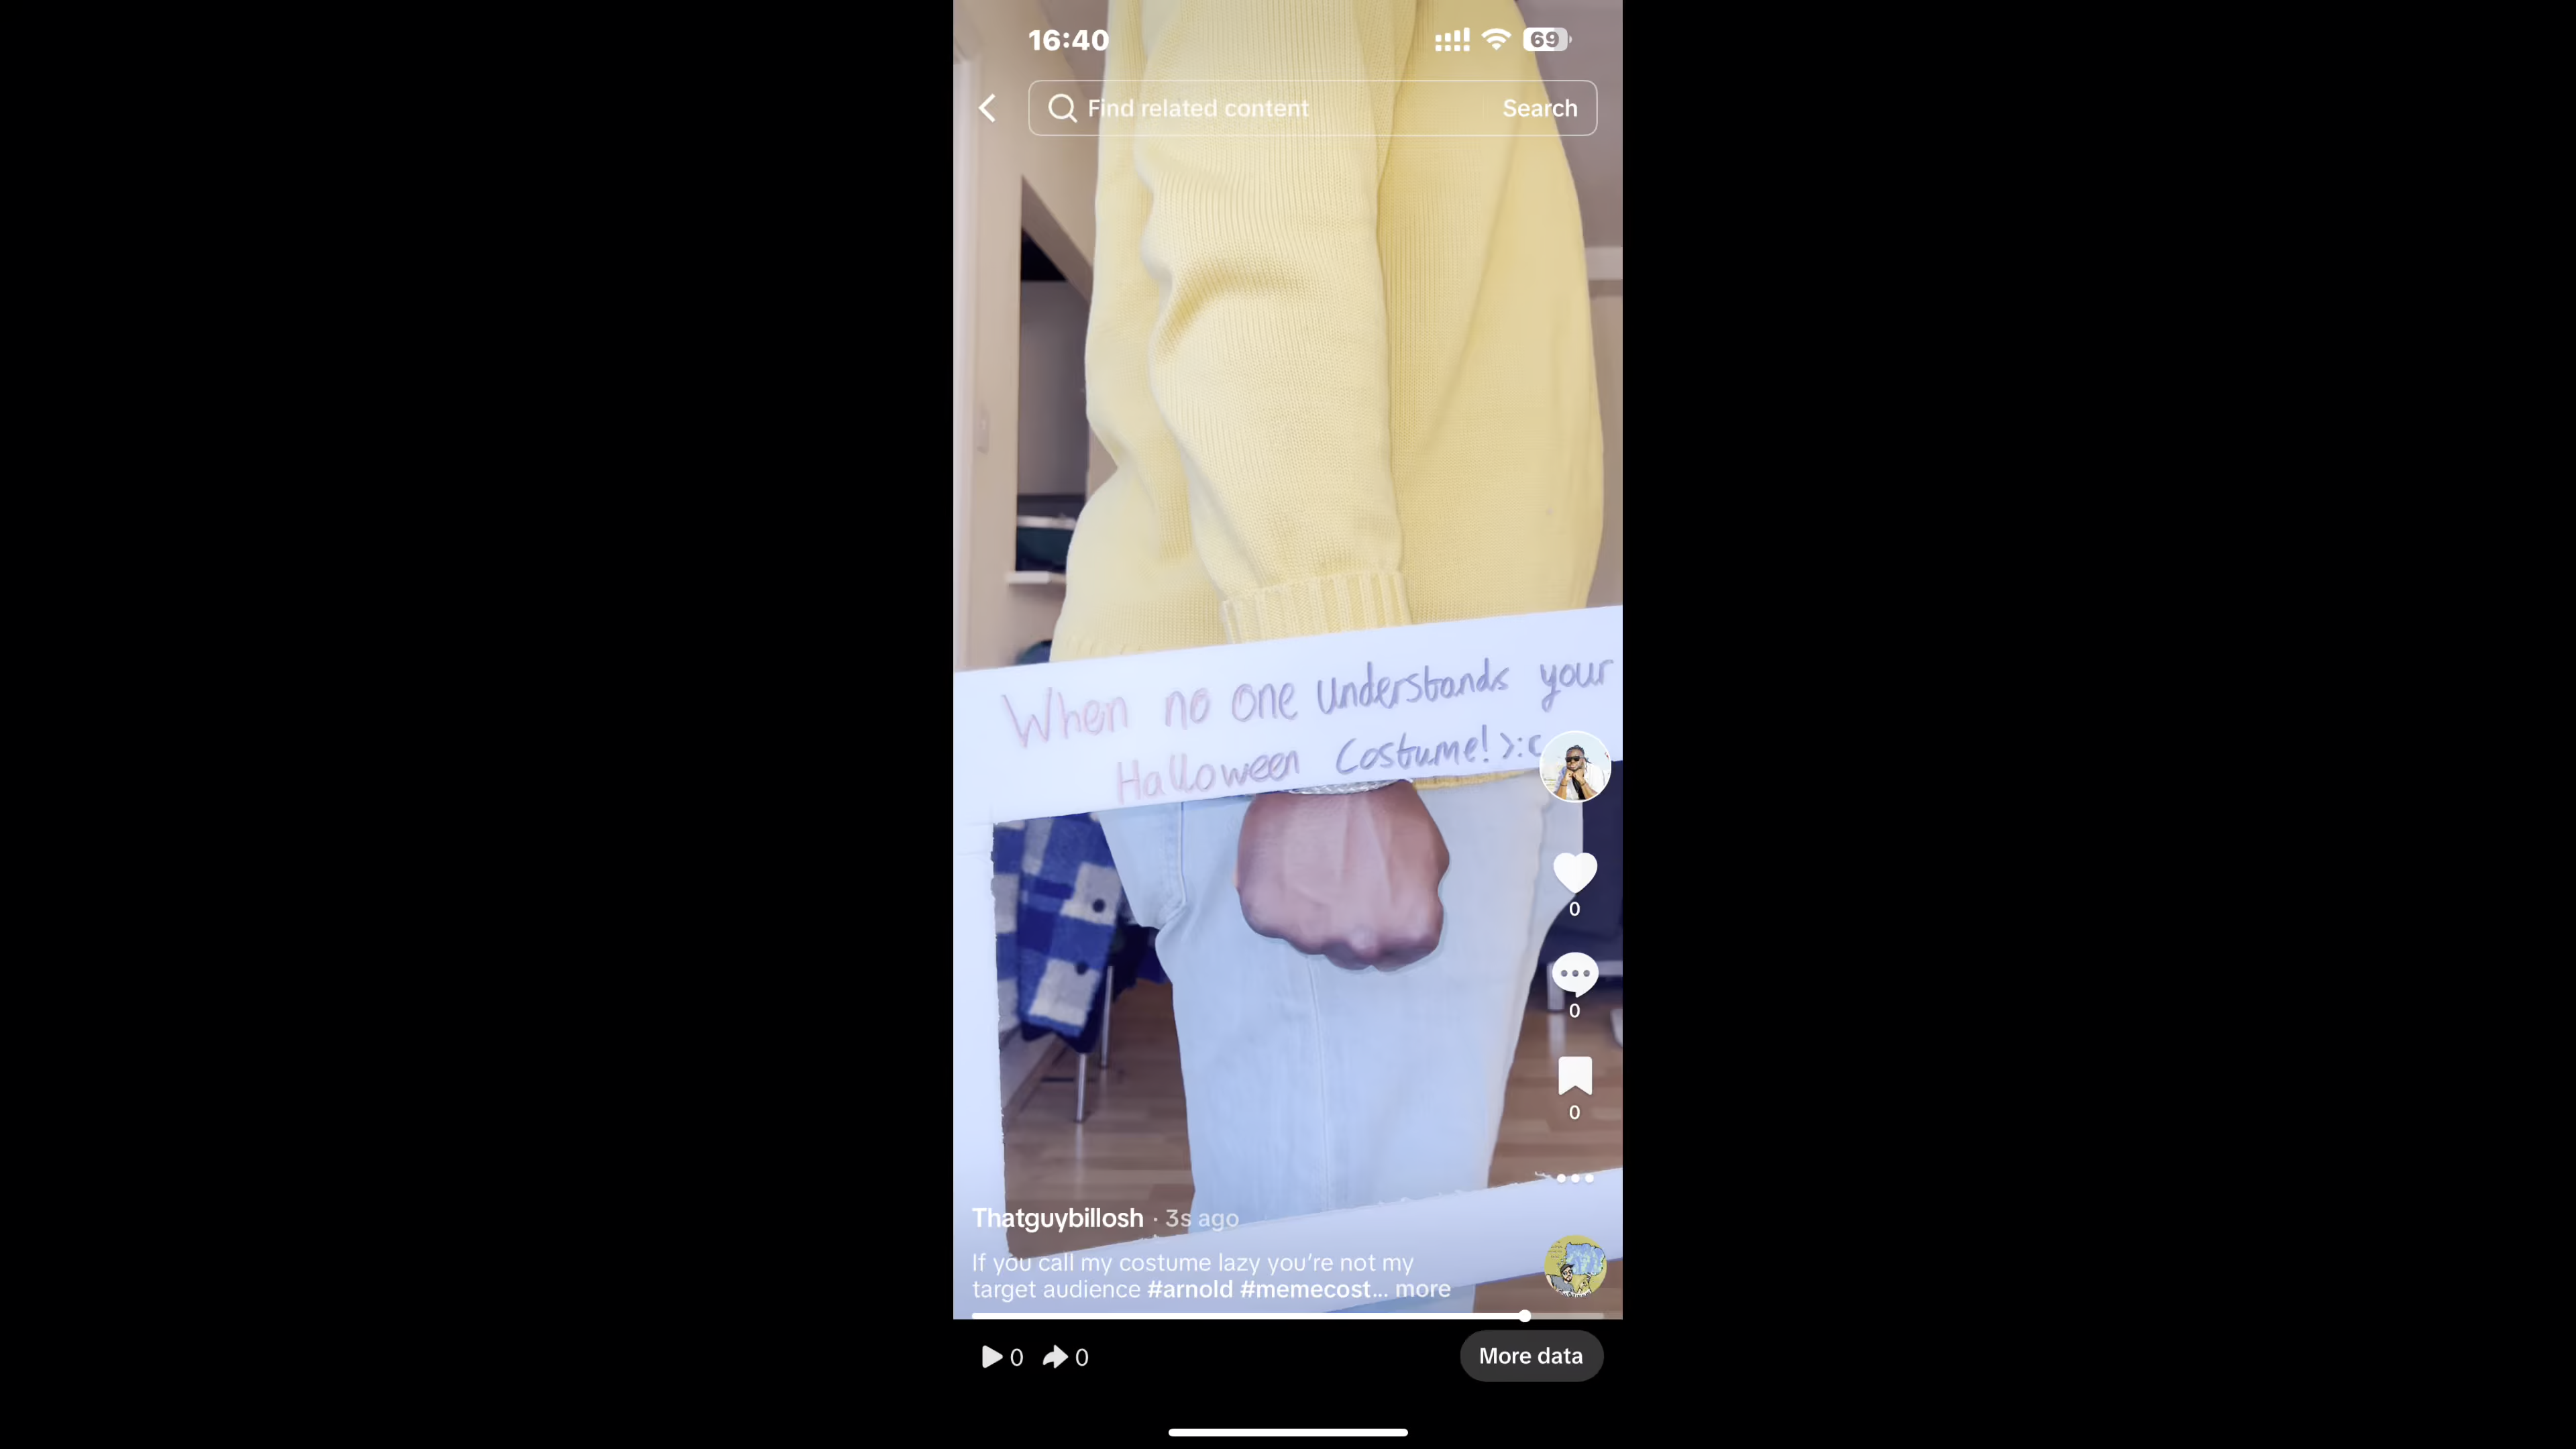 16:40
69
Find related content
Search
When no one understands your
Halloween Costume! >:c
0
0
0
Thatguybillosh · 3s ago
If you call my costume lazy you’re not my
target audience #arnold #memecost... more
0
0
More data